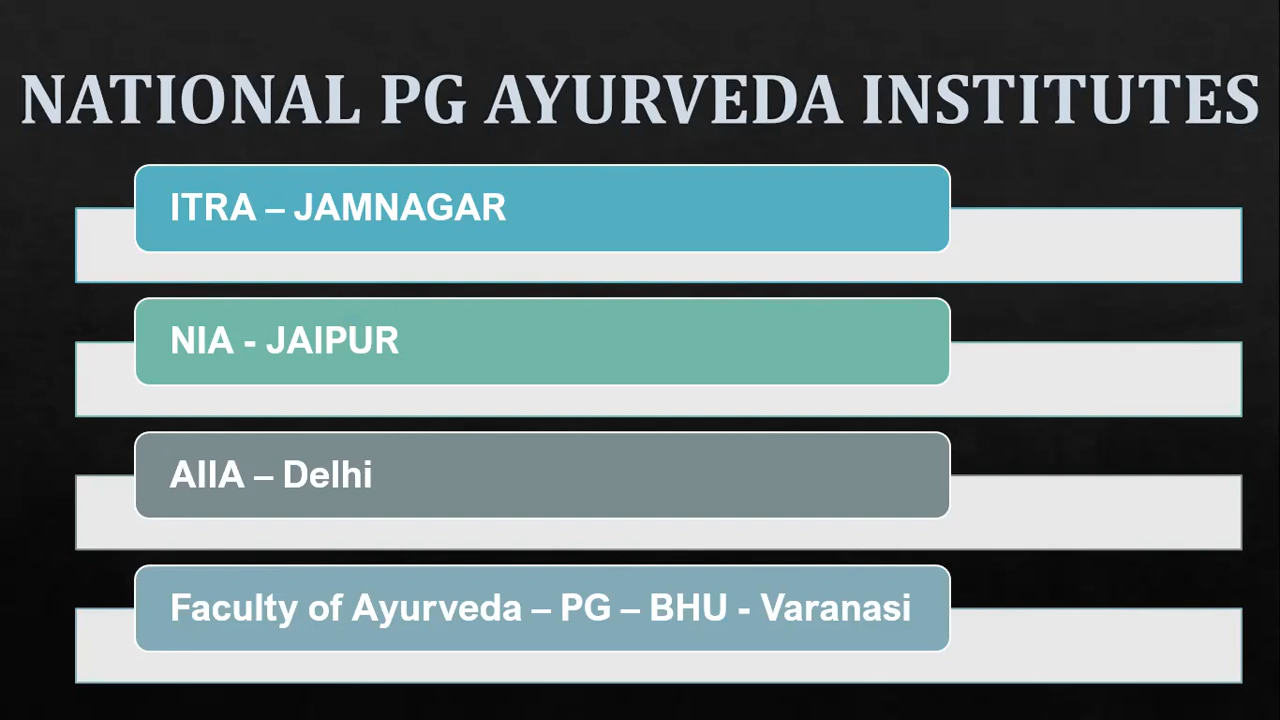 NATIONAL PG AYURVEDA INSTITUTES
ITRA – JAMNAGAR
NIA - JAIPUR
AIIA – Delhi
Faculty of Ayurveda – PG – BHU - Varanasi